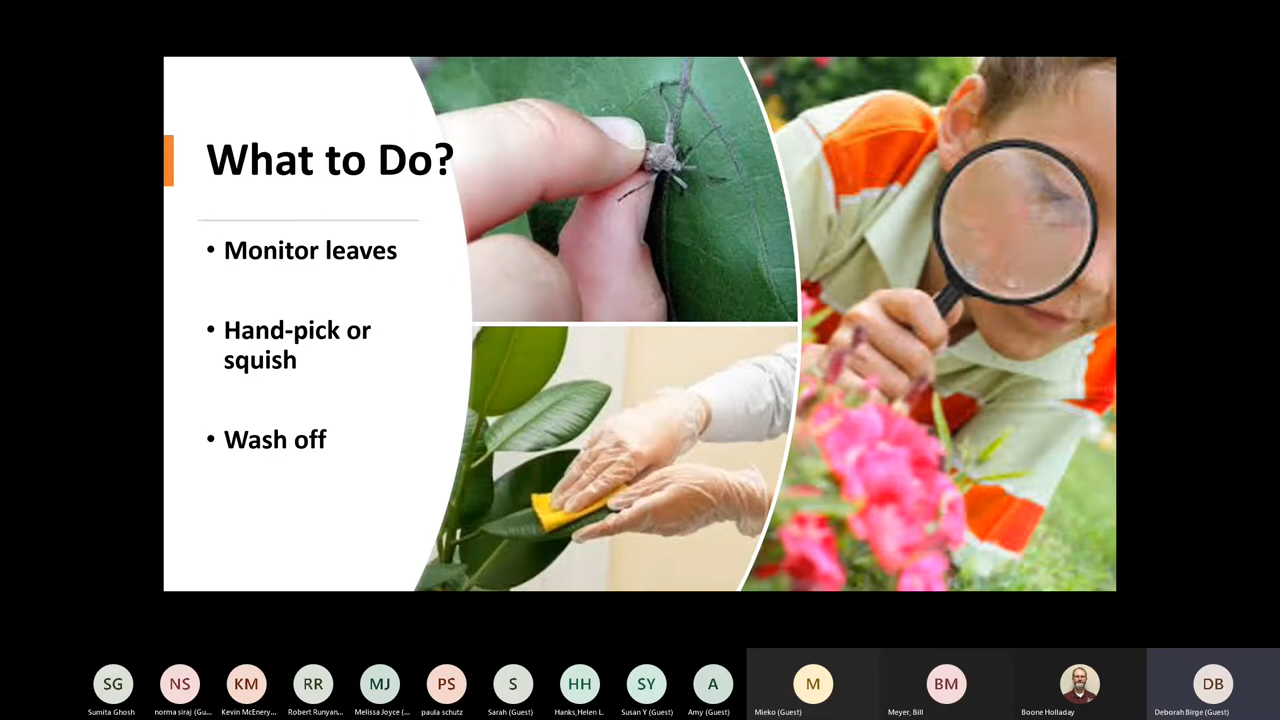 What to Do?
• Monitor leaves
• Hand-pick or
squish
• Wash off
SG
NS
KM
RR
MJ
PS
S
HH
SY
A
M
BM
DB
Sumita Ghosh
norma siraj (Gu...
Kevin McEnery...
Robert Runyan...
Melissa Joyce (...
paula schutz
Sarah (Guest)
Hanks,Helen L.
Susan Y (Guest)
Amy (Guest)
Mieko (Guest)
Meyer, Bill
Boone Holladay
Deborah Birge (Guest)